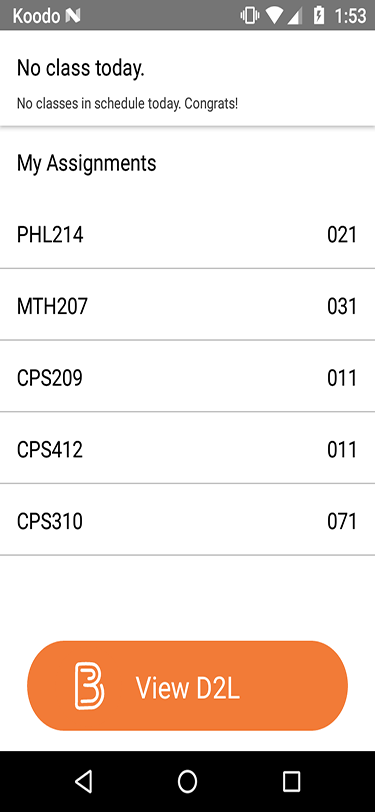 Koodo N 1:53
No class today.
No classes in schedule today. Congrats!
My Assignments
PHL214 021
MTH207 031
CPS209 011
CPS412 011
CPS310 071
View D2L